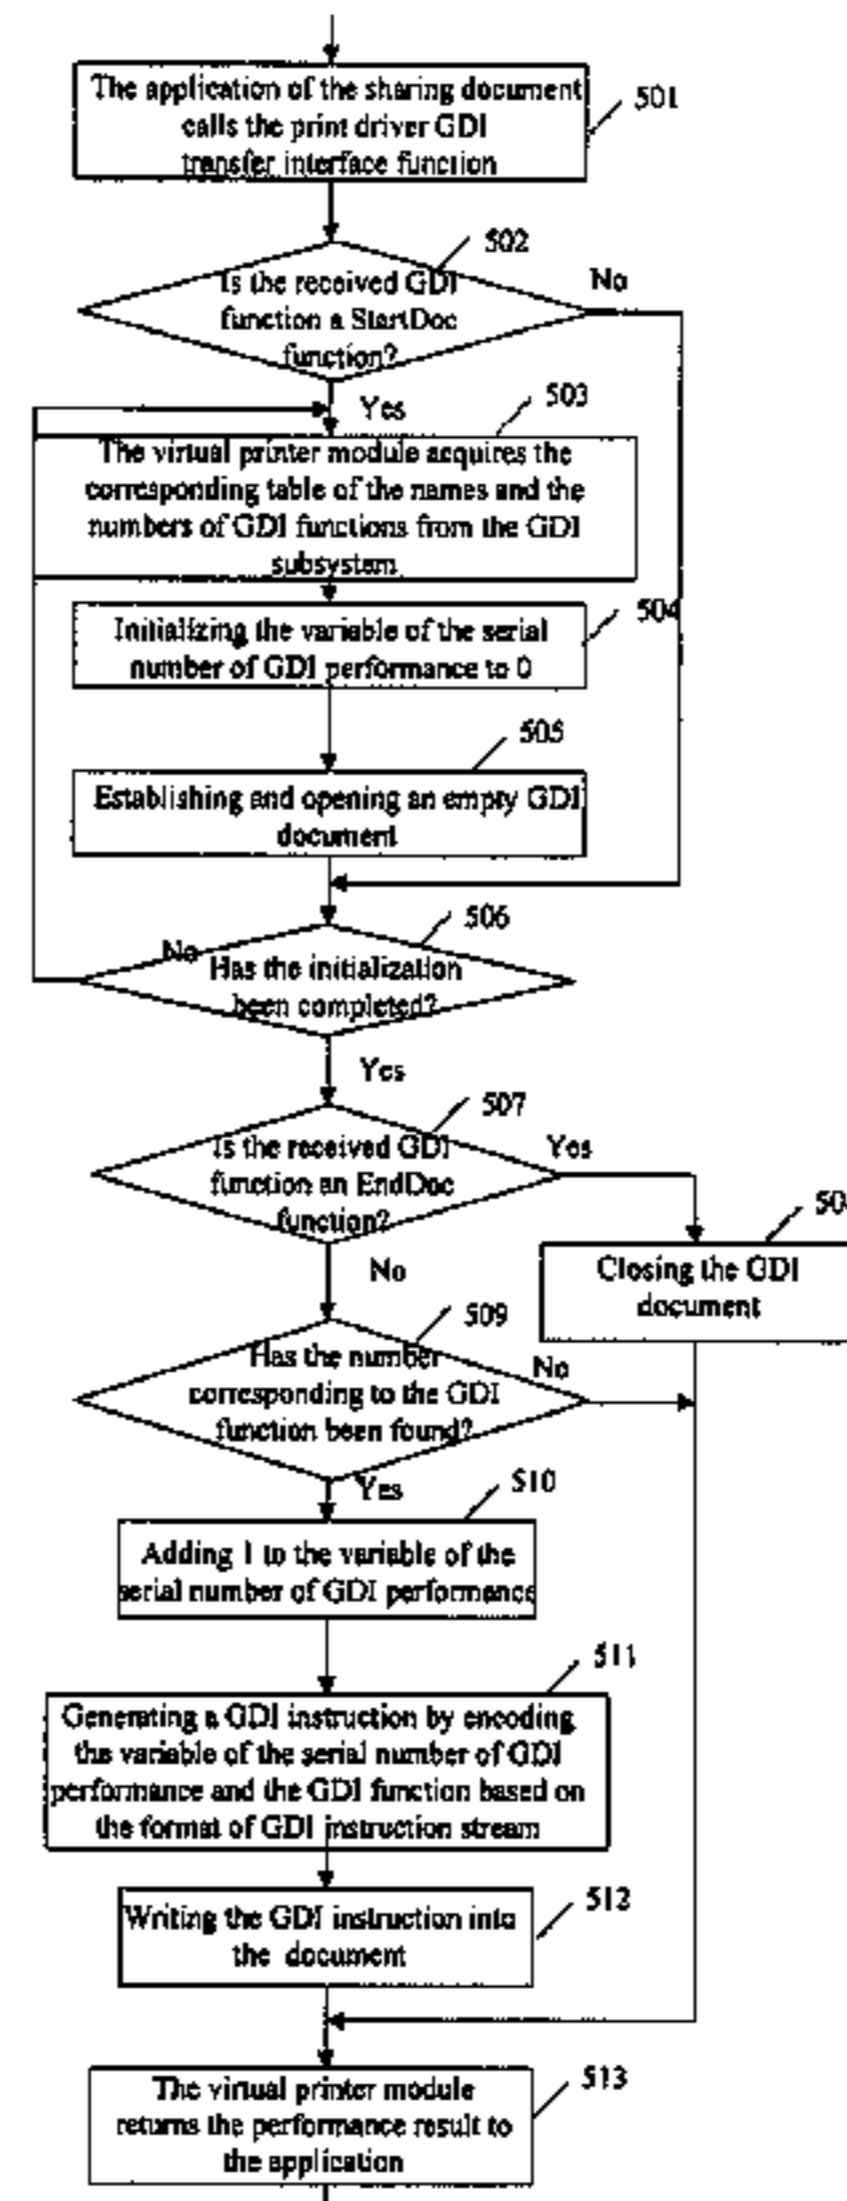 The application of the sharing document
calls the print driver GDI
transfer interface function
501
502
Is the received GDI
function a StartDoc
function?
No
Yes
503
The virtual printer module acquires the
corresponding table of the names and the
numbers of GDI functions from the GDI
subsystem
504
Initializing the variable of the serial
number of GDI performance to 0
505
Establishing and opening an empty GDI
document
506
No
Has the initialization
been completed?
Yes
507
Is the received GDI
function an EndDoc
function?
Yes
No
Closing the GDI
document
509
Has the number
corresponding to the GDI
function been found?
No
Yes
510
Adding 1 to the variable of the
serial number of GDI performance
511
Generating a GDI instruction by encoding
the variable of the serial number of GDI
performance and the GDI function based on
the format of GDI instruction stream
512
Writing the GDI instruction into
the document
513
The virtual printer module
returns the performance result to
the application